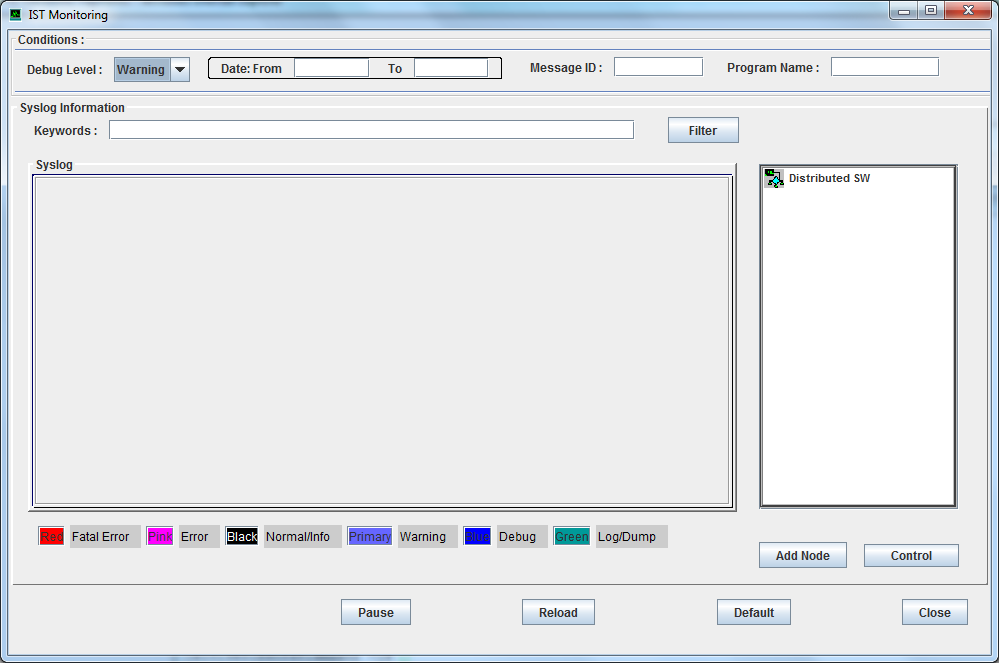 IST Monitoring
Conditions :
Debug Level : Warning Date: From To Message ID : Program Name :
Syslog Information
Keywords : Filter
Syslog
Distributed SW
Red Fatal Error Pink Error Black Normal/Info Primary Warning Blue Debug Green Log/Dump
Add Node Control
Pause Reload Default Close